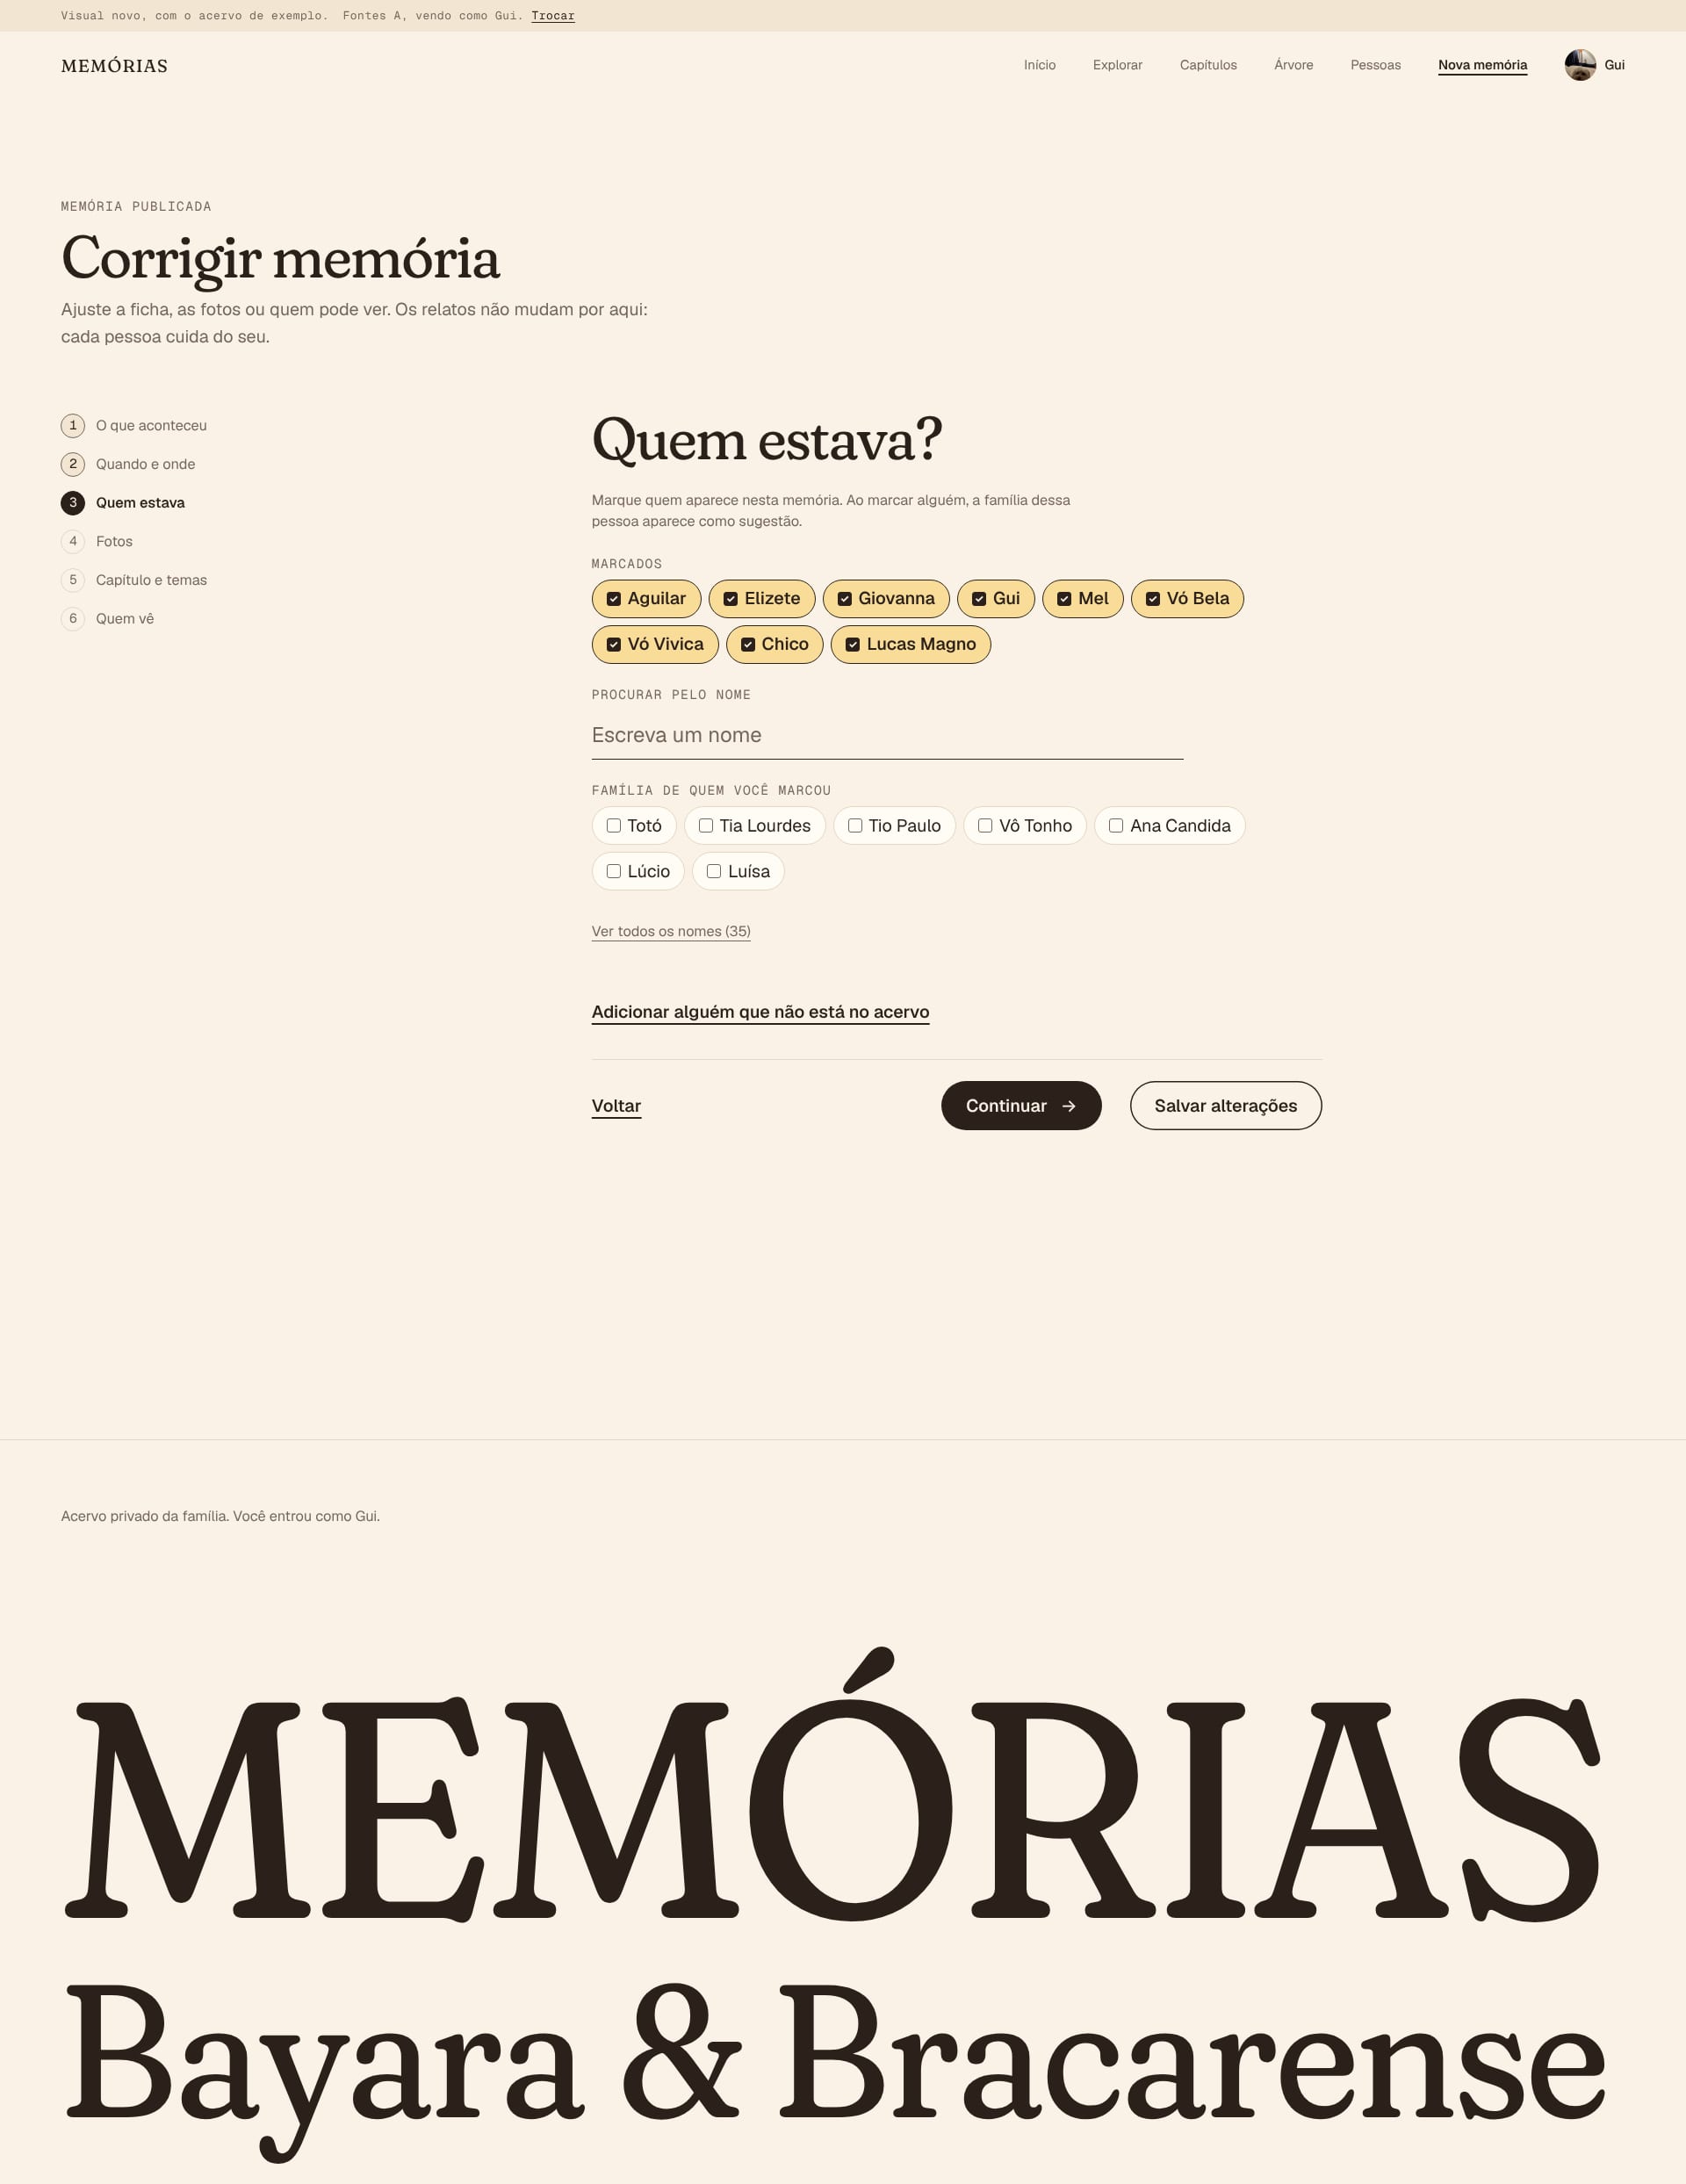 Visual novo, com o acervo de exemplo. Fontes A, vendo como Gui. Trocar
MEMÓRIAS
Início
Explorar
Capítulos
Árvore
Pessoas
Nova memória
Gui
MEMÓRIA PUBLICADA
Corrigir memória
Ajuste a ficha, as fotos ou quem pode ver. Os relatos não mudam por aqui:
cada pessoa cuida do seu.
1 O que aconteceu
2 Quando e onde
3 Quem estava
4 Fotos
5 Capítulo e temas
6 Quem vê
Quem estava?
Marque quem aparece nesta memória. Ao marcar alguém, a família dessa
pessoa aparece como sugestão.
MARCADOS
Aguilar Elizete Giovanna Gui Mel Vó Bela
Vó Vivica Chico Lucas Magno
PROCURAR PELO NOME
Escreva um nome
FAMÍLIA DE QUEM VOCÊ MARCOU
Totó Tia Lourdes Tio Paulo Vô Tonho Ana Candida
Lúcio Luísa
Ver todos os nomes (35)
Adicionar alguém que não está no acervo
Voltar
Continuar →
Salvar alterações
Acervo privado da família. Você entrou como Gui.
MEMÓRIAS
Bayara & Bracarense